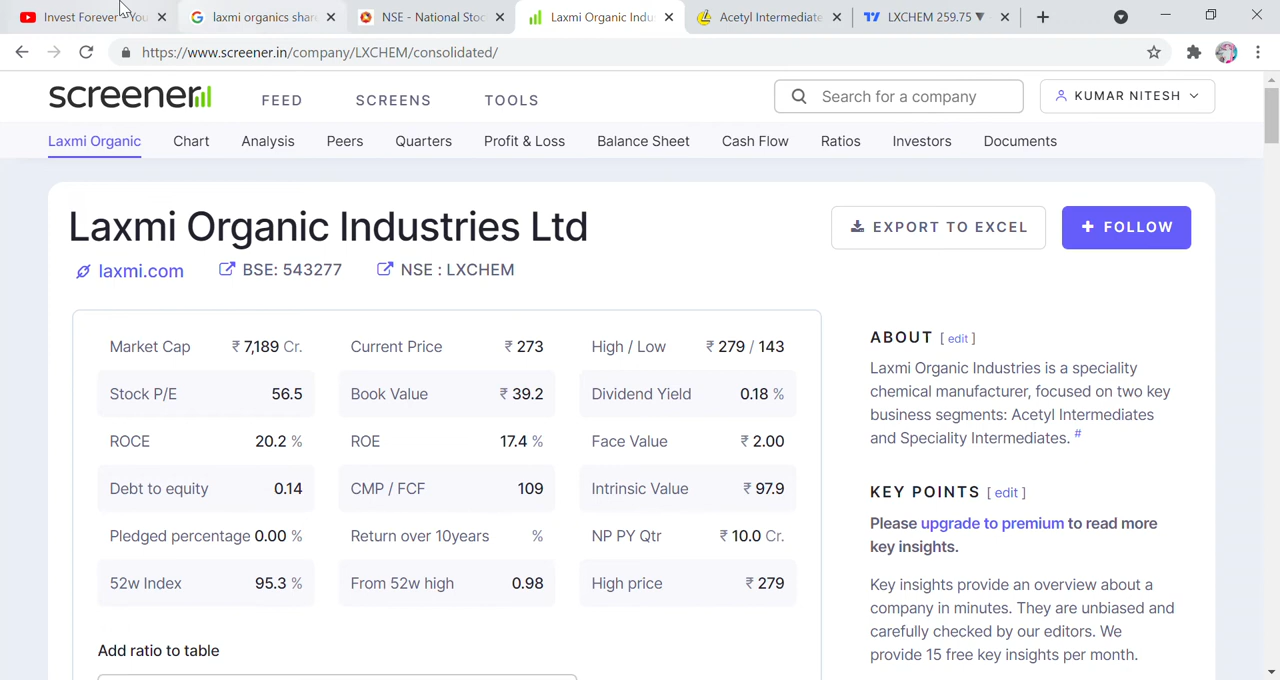 Invest Forever - You
laxmi organics shar
NSE - National Stoc
Laxmi Organic Indu
Acetyl Intermediate
LXCHEM 259.75 ▼
https://www.screener.in/company/LXCHEM/consolidated/
screener
FEED
SCREENS
TOOLS
Search for a company
KUMAR NITESH
Laxmi Organic
Chart
Analysis
Peers
Quarters
Profit & Loss
Balance Sheet
Cash Flow
Ratios
Investors
Documents
Laxmi Organic Industries Ltd
EXPORT TO EXCEL
+ FOLLOW
laxmi.com
BSE: 543277
NSE : LXCHEM
Market Cap ₹ 7,189 Cr.
Current Price ₹ 273
High / Low ₹ 279 / 143
Stock P/E 56.5
Book Value ₹ 39.2
Dividend Yield 0.18 %
ROCE 20.2 %
ROE 17.4 %
Face Value ₹ 2.00
Debt to equity 0.14
CMP / FCF 109
Intrinsic Value ₹ 97.9
Pledged percentage 0.00 %
Return over 10years %
NP PY Qtr ₹ 10.0 Cr.
52w Index 95.3 %
From 52w high 0.98
High price ₹ 279
Add ratio to table
ABOUT [ edit ]
Laxmi Organic Industries is a speciality
chemical manufacturer, focused on two key
business segments: Acetyl Intermediates
and Speciality Intermediates. #
KEY POINTS [ edit ]
Please upgrade to premium to read more
key insights.
Key insights provide an overview about a
company in minutes. They are unbiased and
carefully checked by our editors. We
provide 15 free key insights per month.